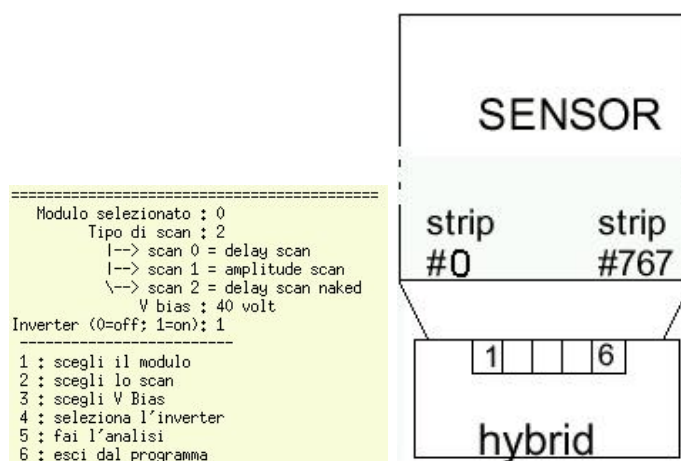 ==========================================
Modulo selezionato : 0
Tipo di scan : 2
|--> scan 0 = delay scan
|--> scan 1 = amplitude scan
\--> scan 2 = delay scan naked
V bias : 40 volt
Inverter (0=off; 1=on): 1
-------------------------
1 : scegli il modulo
2 : scegli lo scan
3 : scegli V Bias
4 : seleziona l'inverter
5 : fai l'analisi
6 : esci dal programma
SENSOR
strip strip
#0 #767
1 6
hybrid